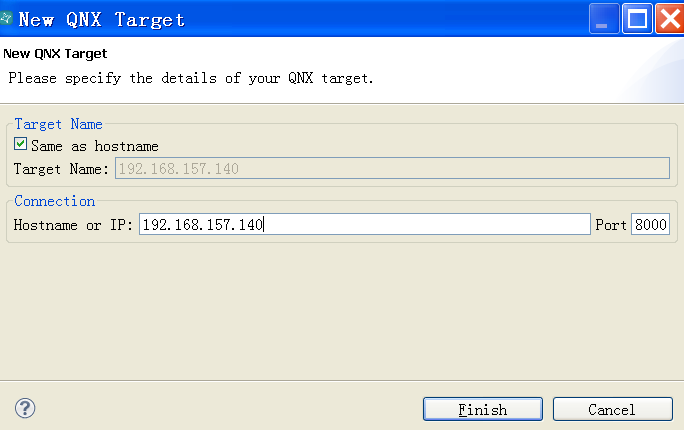 New QNX Target
New QNX Target
Please specify the details of your QNX target.
Target Name
Same as hostname
Target Name: 192.168.157.140
Connection
Hostname or IP: 192.168.157.140 Port 8000
? Finish Cancel